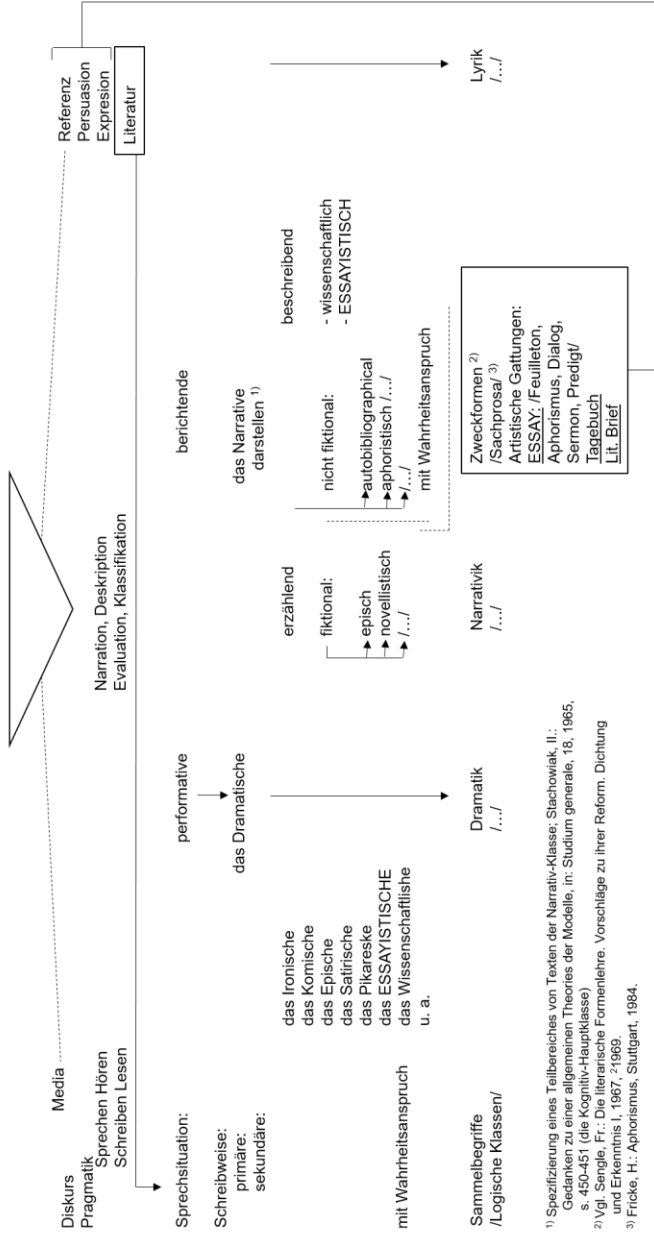 Diskurs
Pragmatik
Media
Sprechen Hören
Schreiben Lesen
Narration, Deskription
Evaluation, Klassifikation
Referenz
Persuasion
Expresion
Literatur
Sprechsituation:
performative
berichtende
Schreibweise:
primäre:
sekundäre:
das Dramatische
das Narrative
darstellen 1)
das Ironische
das Komische
das Epische
das Satirische
das Pikareske
das ESSAYISTISCHE
das Wissenschaftlishe
u. a.
erzählend
fiktional:
episch
novellistisch
/.../
nicht fiktional:
autobibliographical
aphoristisch /.../
/.../
mit Wahrheitsanspruch
beschreibend
- wissenschaftlich
- ESSAYISTISCH
mit Wahrheitsanspruch
Sammelbegriffe
/Logische Klassen/
Dramatik
/.../
Narrativik
/.../
Zweckformen 2)
/Sachprosa/ 3)
Artistische Gattungen:
ESSAY: /Feuilleton,
Aphorismus, Dialog,
Sermon, Predigt/
Tagebuch
Lit. Brief
Lyrik
/.../
1) Spezifizierung eines Teilbereiches von Texten der Narrativ-Klasse; Stachowiak, II.:
Gedanken zu einer allgemeinen Theories der Modelle, in: Studium generale, 18, 1965,
s. 450-451 (die Kognitiv-Hauptklasse)
2) Vgl. Sengle, Fr.: Die literarische Formenlehre. Vorschläge zu ihrer Reform. Dichtung
und Erkenntnis I, 1967, 21969.
3) Fricke, H.: Aphorismus, Stuttgart, 1984.